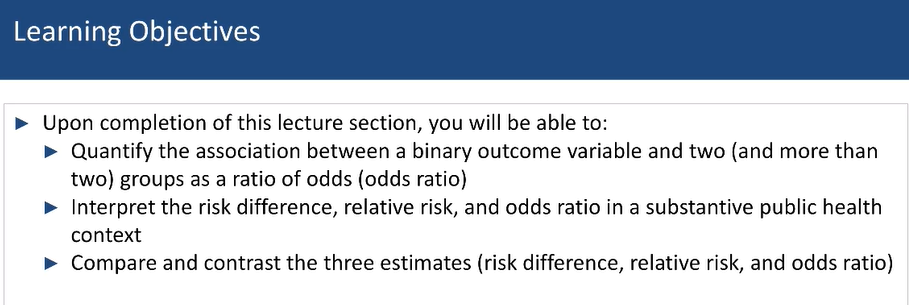 Learning Objectives
► Upon completion of this lecture section, you will be able to:
► Quantify the association between a binary outcome variable and two (and more than
two) groups as a ratio of odds (odds ratio)
► Interpret the risk difference, relative risk, and odds ratio in a substantive public health
context
► Compare and contrast the three estimates (risk difference, relative risk, and odds ratio)